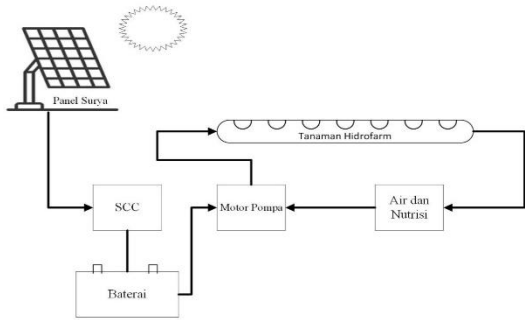 Panel Surya
Tanaman Hidrofarm
SCC
Motor Pompa
Air dan
Nutrisi
Baterai